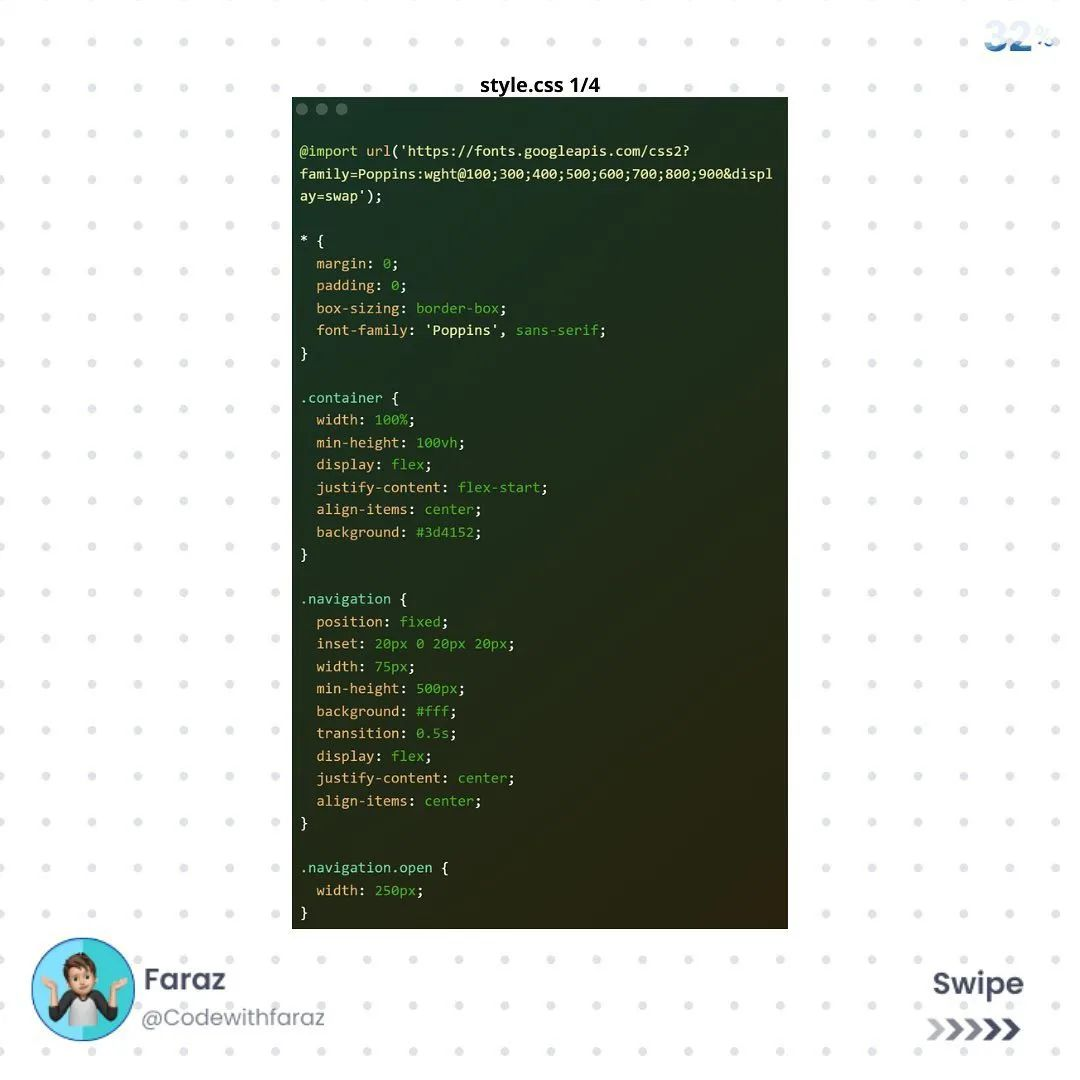 32%
style.css 1/4
@import url('https://fonts.googleapis.com/css2?
family=Poppins:wght@100;300;400;500;600;700;800;900&displ
ay=swap');
* {
  margin: 0;
  padding: 0;
  box-sizing: border-box;
  font-family: 'Poppins', sans-serif;
}
.container {
  width: 100%;
  min-height: 100vh;
  display: flex;
  justify-content: flex-start;
  align-items: center;
  background: #3d4152;
}
.navigation {
  position: fixed;
  inset: 20px 0 20px 20px;
  width: 75px;
  min-height: 500px;
  background: #fff;
  transition: 0.5s;
  display: flex;
  justify-content: center;
  align-items: center;
}
.navigation.open {
  width: 250px;
}
Faraz
@Codewithfaraz
Swipe